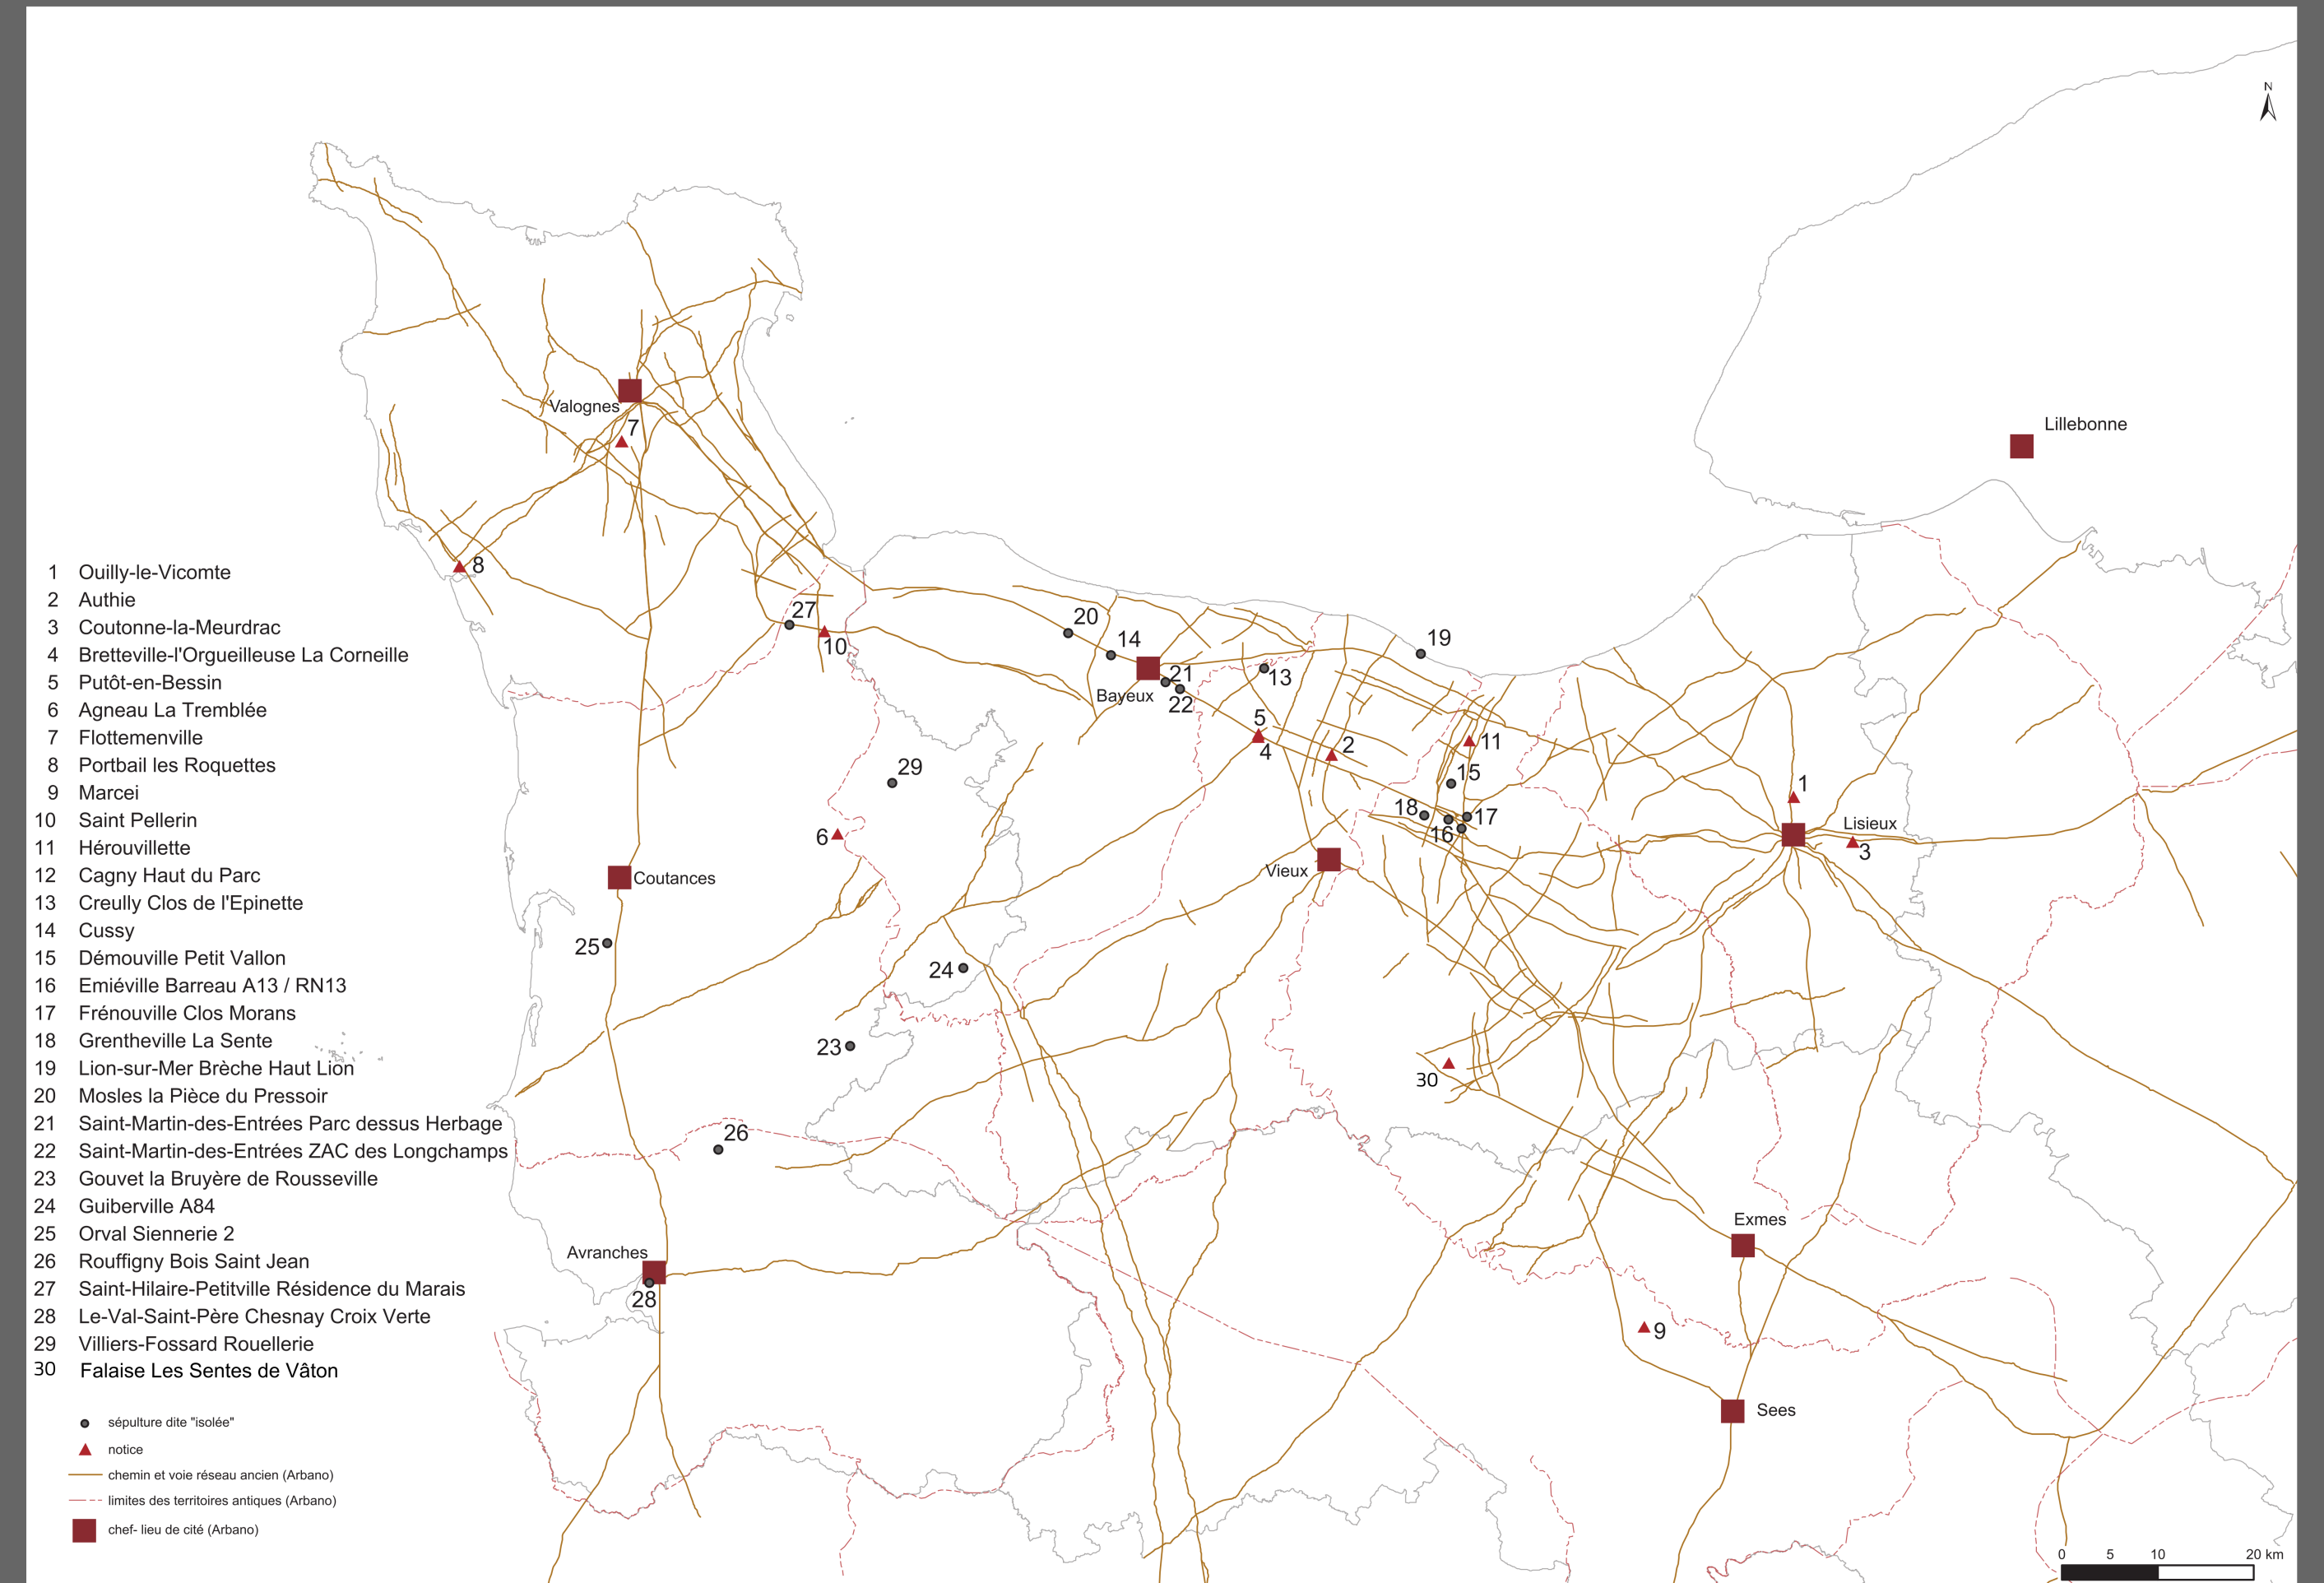 N
Valognes
7
Lillebonne
8
27
10
20
14
19
Bayeux
21
22
13
5
4
2
11
15
18
17
16
29
6
1
Lisieux
3
Vieux
Coutances
25
24
23
30
26
Exmes
Avranches
28
9
Sees
1 Ouilly-le-Vicomte
2 Authie
3 Coutonne-la-Meurdrac
4 Bretteville-l'Orgueilleuse La Corneille
5 Putôt-en-Bessin
6 Agneau La Tremblée
7 Flottemenville
8 Portbail les Roquettes
9 Marcei
10 Saint Pellerin
11 Hérouvillette
12 Cagny Haut du Parc
13 Creully Clos de l'Epinette
14 Cussy
15 Démouville Petit Vallon
16 Emiéville Barreau A13 / RN13
17 Frénouville Clos Morans
18 Grentheville La Sente
19 Lion-sur-Mer Brèche Haut Lion
20 Mosles la Pièce du Pressoir
21 Saint-Martin-des-Entrées Parc dessus Herbage
22 Saint-Martin-des-Entrées ZAC des Longchamps
23 Gouvet la Bruyère de Rousseville
24 Guiberville A84
25 Orval Siennerie 2
26 Rouffigny Bois Saint Jean
27 Saint-Hilaire-Petitville Résidence du Marais
28 Le-Val-Saint-Père Chesnay Croix Verte
29 Villiers-Fossard Rouellerie
30 Falaise Les Sentes de Vâton
sépulture dite "isolée"
notice
chemin et voie réseau ancien (Arbano)
limites des territoires antiques (Arbano)
chef- lieu de cité (Arbano)
0 5 10 20 km